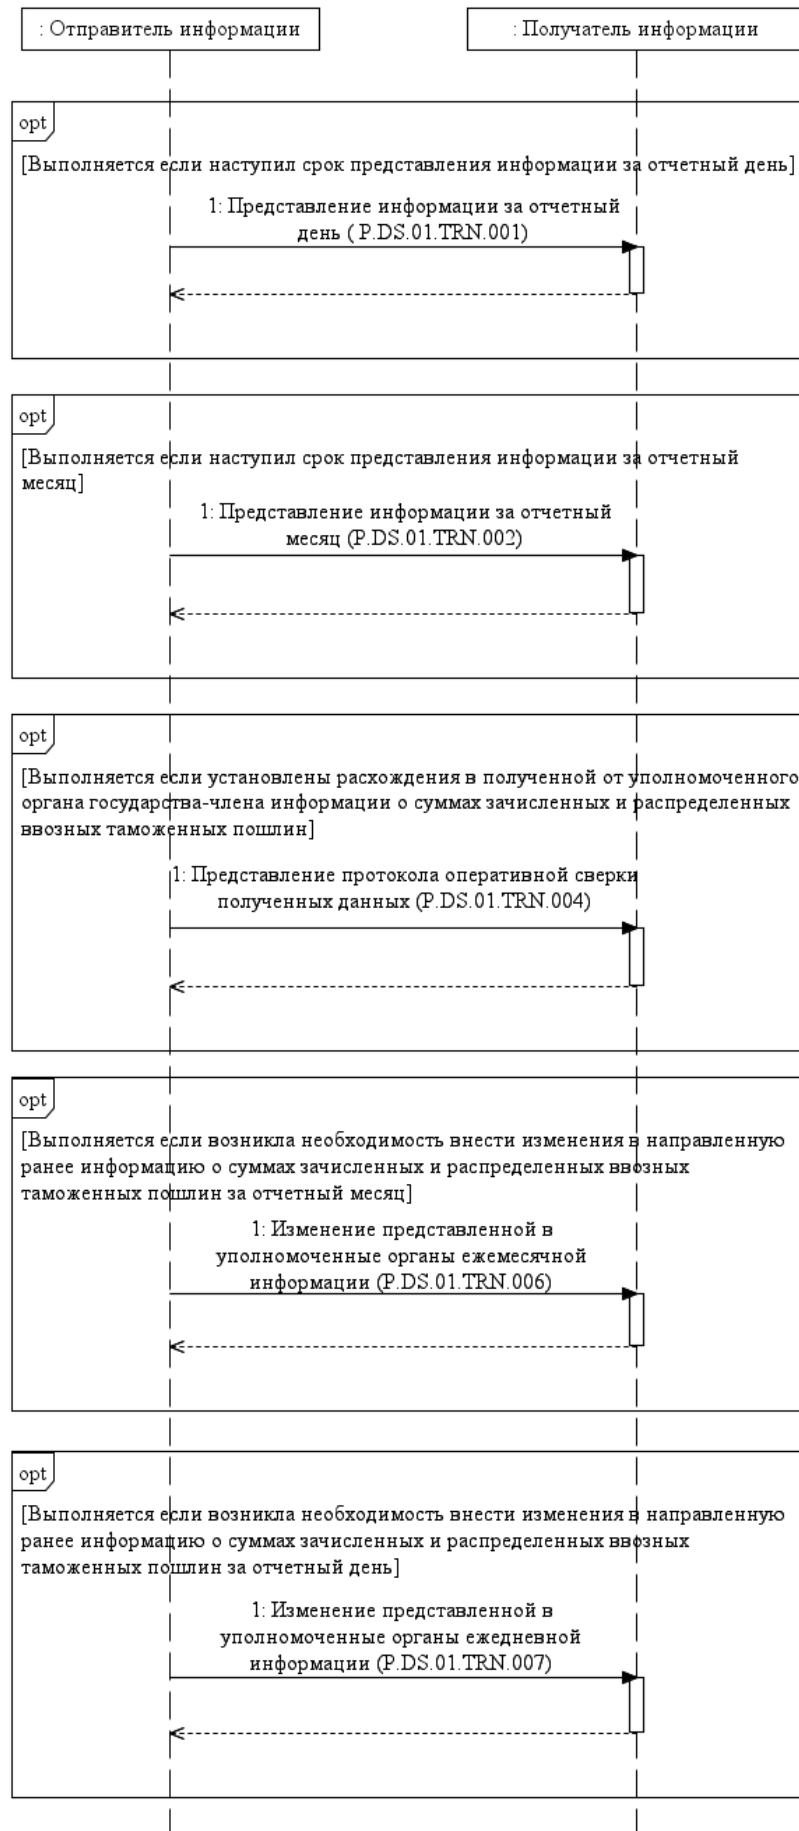 : Отправитель информации
: Получатель информации
opt
[Выполняется если наступил срок представления информации за отчетный день]
1: Представление информации за отчетный
день ( P.DS.01.TRN.001)
opt
[Выполняется если наступил срок представления информации за отчетный
месяц]
1: Представление информации за отчетный
месяц (P.DS.01.TRN.002)
opt
[Выполняется если установлены расхождения в полученной от уполномоченного
органа государства-члена информации о суммах зачисленных и распределенных
ввозных таможенных пошлин]
1: Представление протокола оперативной сверки
полученных данных (P.DS.01.TRN.004)
opt
[Выполняется если возникла необходимость внести изменения в направленную
ранее информацию о суммах зачисленных и распределенных ввозных
таможенных пошлин за отчетный месяц]
1: Изменение представленной в
уполномоченные органы ежемесячной
информации (P.DS.01.TRN.006)
opt
[Выполняется если возникла необходимость внести изменения в направленную
ранее информацию о суммах зачисленных и распределенных ввозных
таможенных пошлин за отчетный день]
1: Изменение представленной в
уполномоченные органы ежедневной
информации (P.DS.01.TRN.007)